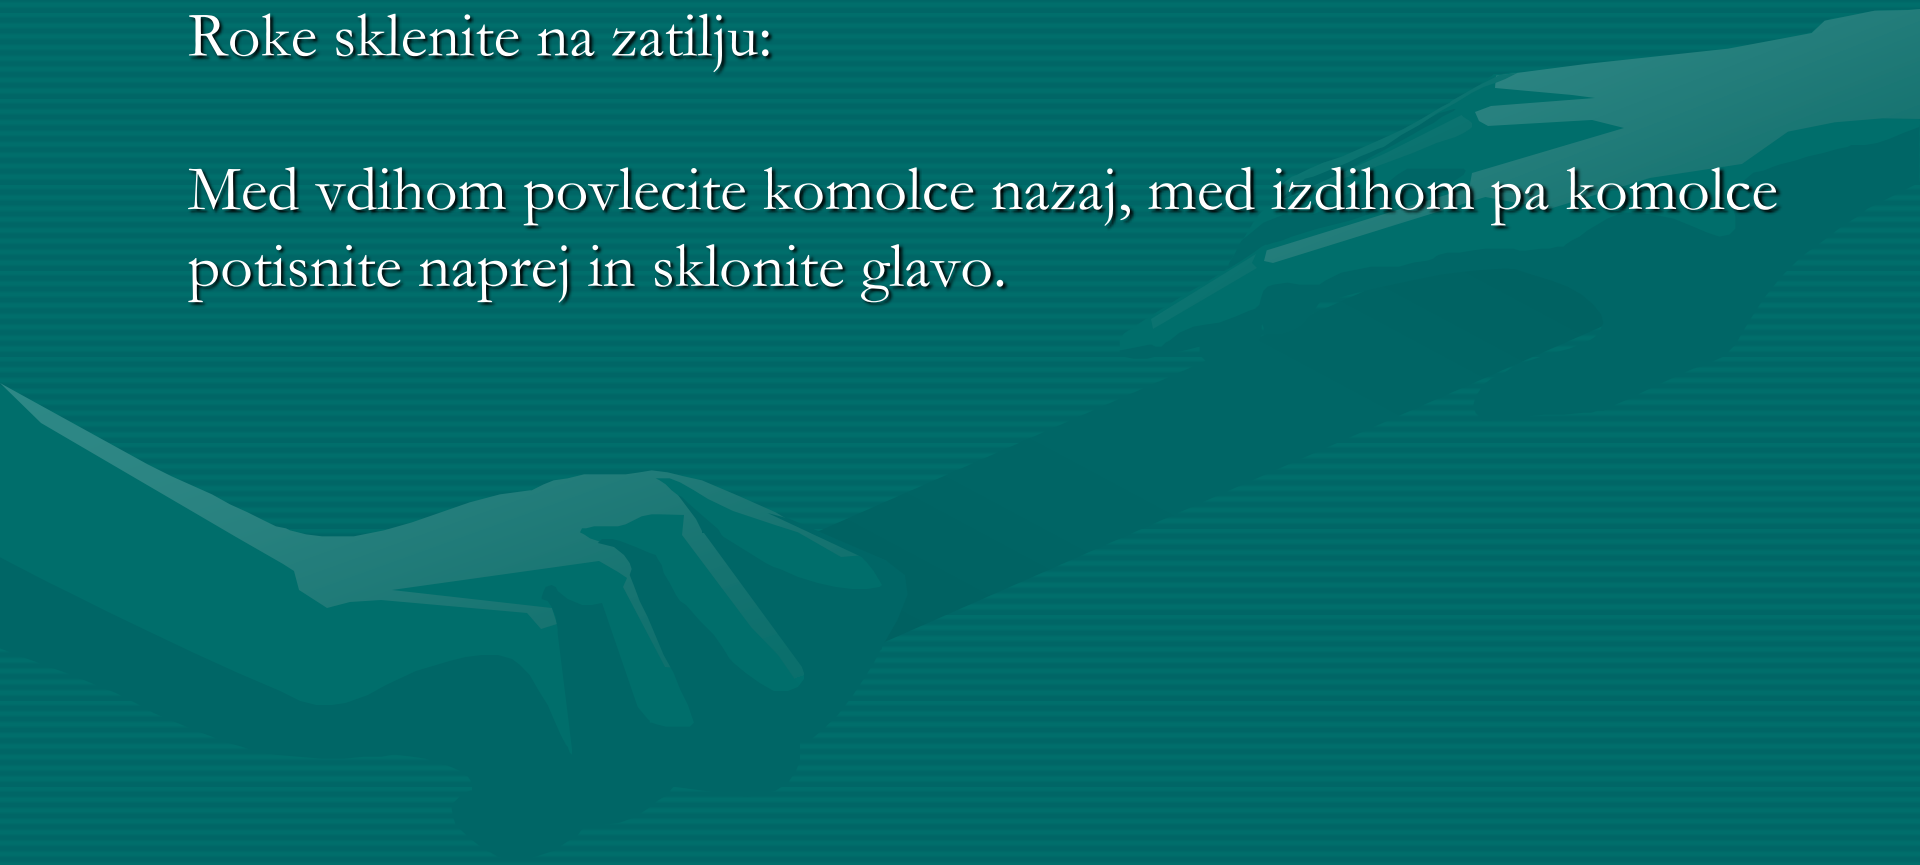 Roke sklenite na zatilju:
Med vdihom povlecite komolce nazaj, med izdihom pa komolce
potisnite naprej in sklonite glavo.